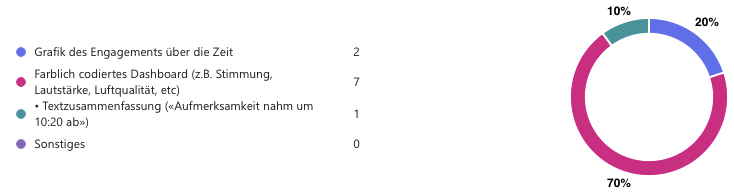 10%
20%
Grafik des Engagements über die Zeit 2
Farblich codiertes Dashboard (z.B. Stimmung,
Lautstärke, Luftqualität, etc) 7
• Textzusammenfassung («Aufmerksamkeit nahm um
10:20 ab») 1
Sonstiges 0
70%